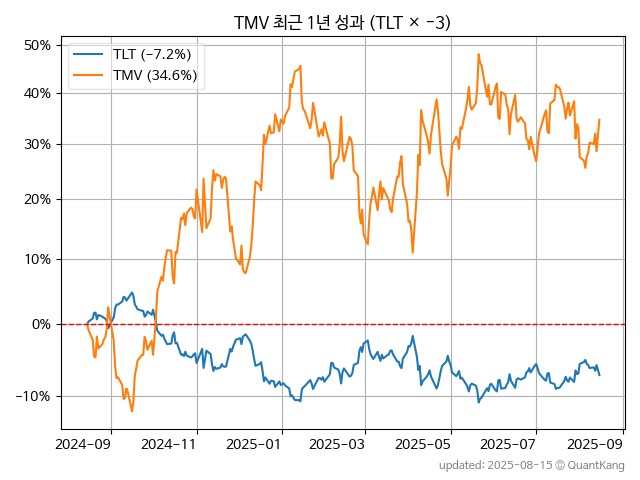 TMV 최근 1년 성과 (TLT × −3)
TLT (−7.2%)
TMV (34.6%)
50%
40%
30%
20%
10%
0%
−10%
2024-09 2024-11 2025-01 2025-03 2025-05 2025-07 2025-09
updated: 2025-08-15 © QuantKang